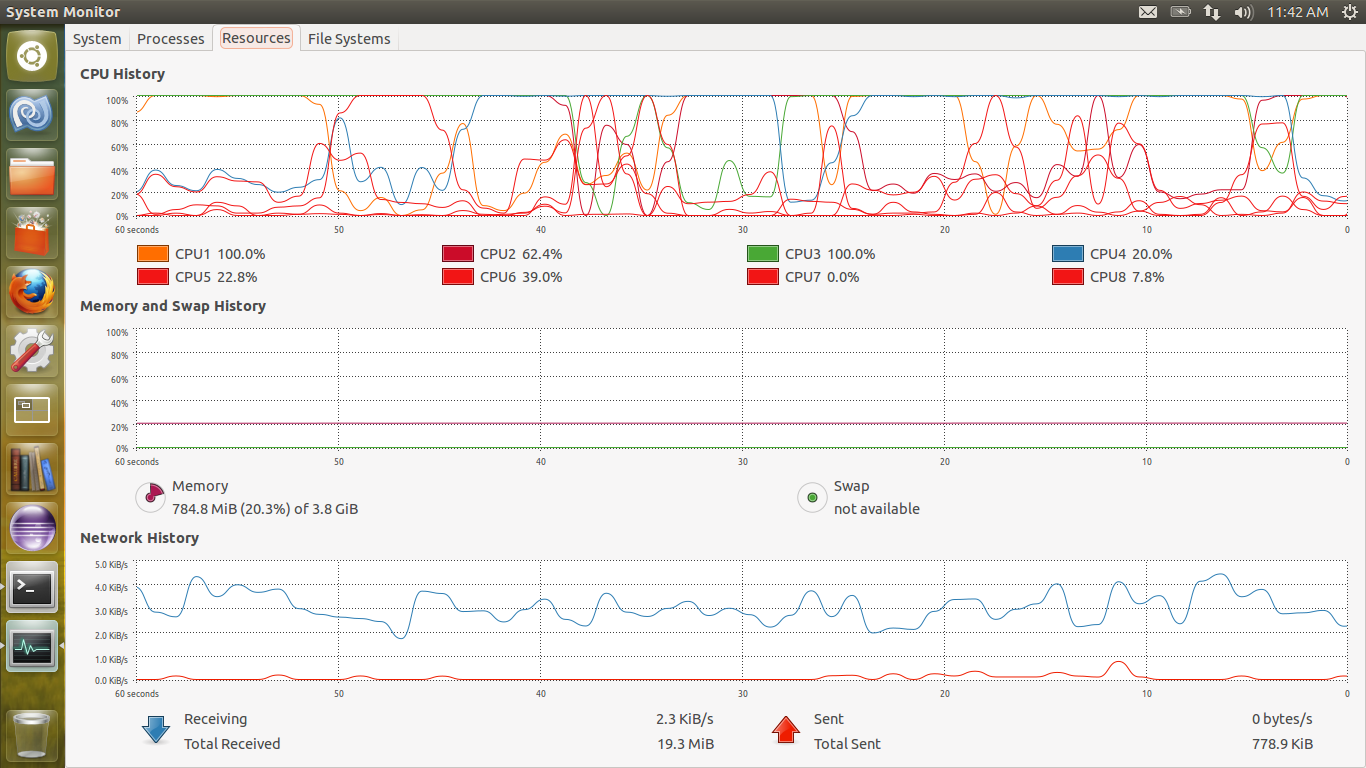 System Monitor 11:42 AM
System Processes Resources File Systems
CPU History
100%
80%
60%
40%
20%
0%
60 seconds 50 40 30 20 10 0
CPU1 100.0% CPU2 62.4% CPU3 100.0% CPU4 20.0%
CPU5 22.8% CPU6 39.0% CPU7 0.0% CPU8 7.8%
Memory and Swap History
100%
80%
60%
40%
20%
0%
60 seconds 50 40 30 20 10 0
Memory Swap
784.8 MiB (20.3%) of 3.8 GiB not available
Network History
5.0 KiB/s
4.0 KiB/s
3.0 KiB/s
2.0 KiB/s
1.0 KiB/s
0.0 KiB/s
60 seconds 50 40 30 20 10 0
Receiving 2.3 KiB/s Sent 0 bytes/s
Total Received 19.3 MiB Total Sent 778.9 KiB